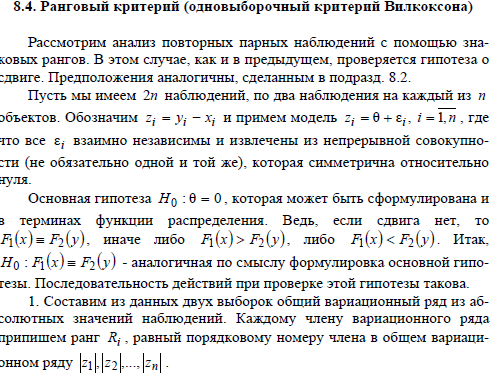 8.4. Ранговый критерий (одновыборочный критерий Вилкоксона)
Рассмотрим анализ повторных парных наблюдений с помощью зна-
ковых рангов. В этом случае, как и в предыдущем, проверяется гипотеза о
сдвиге. Предположения аналогичны, сделанным в подразд. 8.2.
Пусть мы имеем 2n наблюдений, по два наблюдения на каждый из n
объектов. Обозначим z_i = y_i − x_i и примем модель z_i = θ + ε_i, i = \overline{1,n}, где
что все ε_i взаимно независимы и извлечены из непрерывной совокупно-
сти (не обязательно одной и той же), которая симметрична относительно
нуля.
Основная гипотеза H_0 : θ = 0, которая может быть сформулирована и
в терминах функции распределения. Ведь, если сдвига нет, то
F_1(x) ≡ F_2(y), иначе либо F_1(x) > F_2(y), либо F_1(x) < F_2(y). Итак,
H_0 : F_1(x) ≡ F_2(y) - аналогичная по смыслу формулировка основной гипо-
тезы. Последовательность действий при проверке этой гипотезы такова.
1. Составим из данных двух выборок общий вариационный ряд из аб-
солютных значений наблюдений. Каждому члену вариационного ряда
припишем ранг R_i, равный порядковому номеру члена в общем вариаци-
онном ряду |z_1|,|z_2|,...,|z_n| .